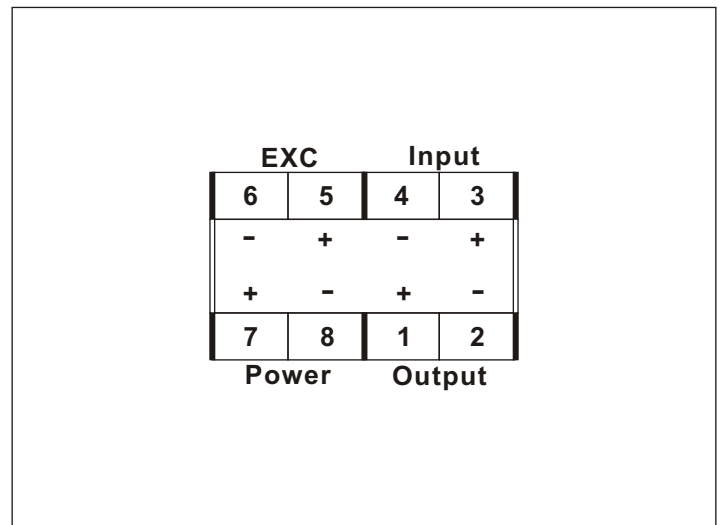 EXC Input
6 5 4 3
- + - +
+ - + -
7 8 1 2
Power Output